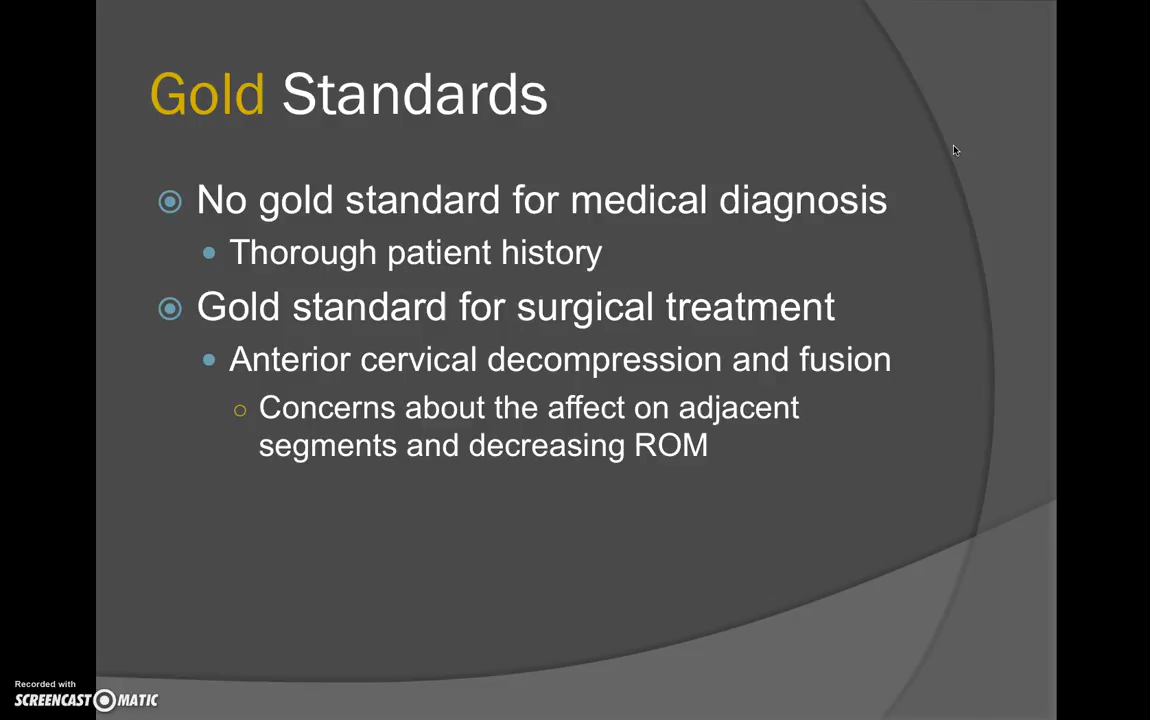 Gold Standards
No gold standard for medical diagnosis
Thorough patient history
Gold standard for surgical treatment
Anterior cervical decompression and fusion
Concerns about the affect on adjacent
segments and decreasing ROM
Recorded with
SCREENCAST MATIC